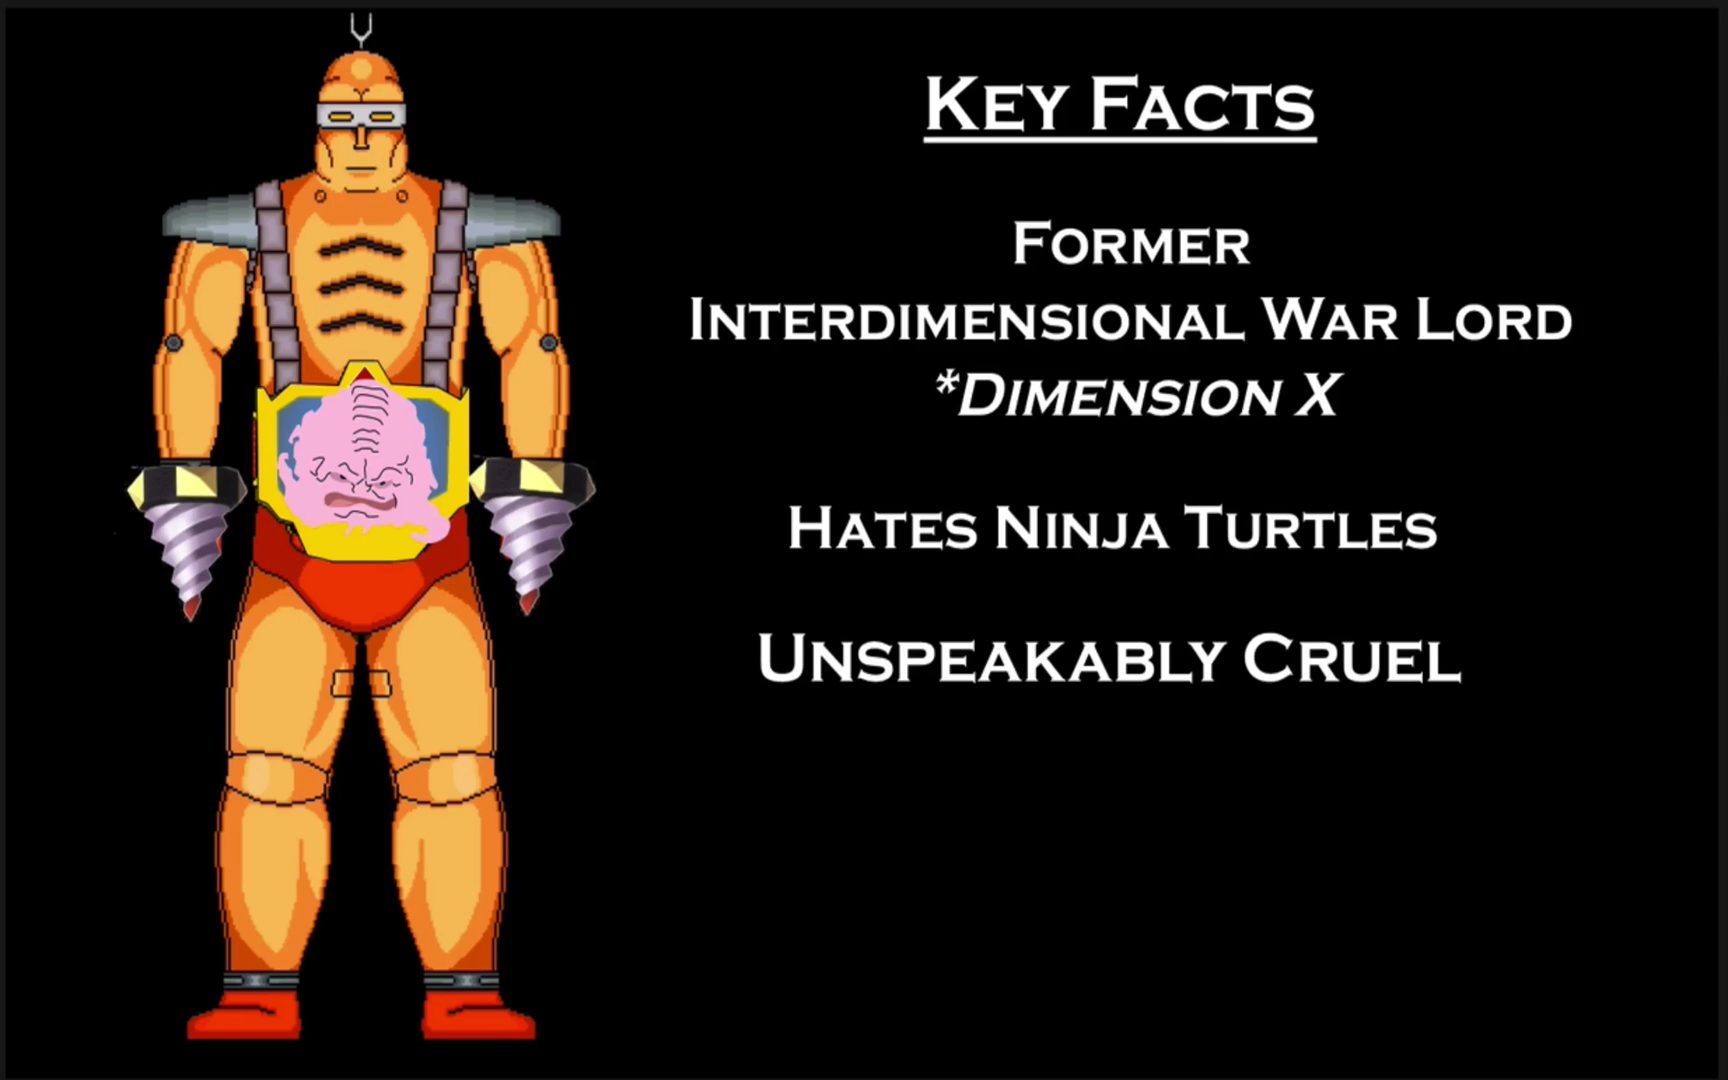 Key Facts
Former
Interdimensional War Lord
*Dimension X
Hates Ninja Turtles
Unspeakably Cruel